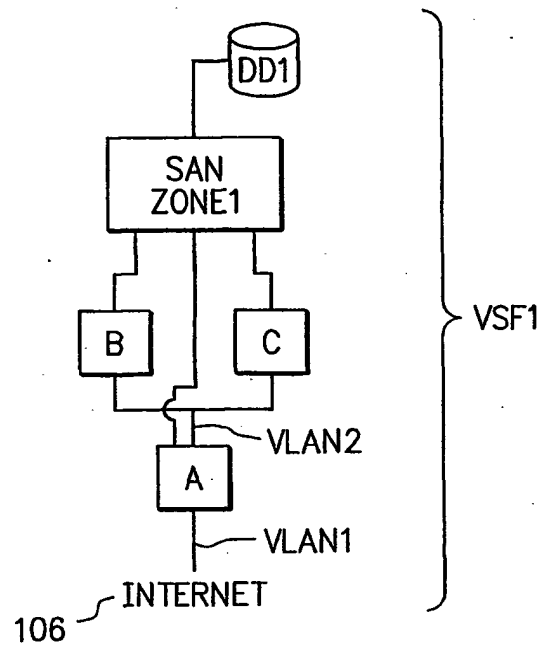 DD1
SAN
ZONE1
B
C
VSF1
VLAN2
A
VLAN1
INTERNET
106